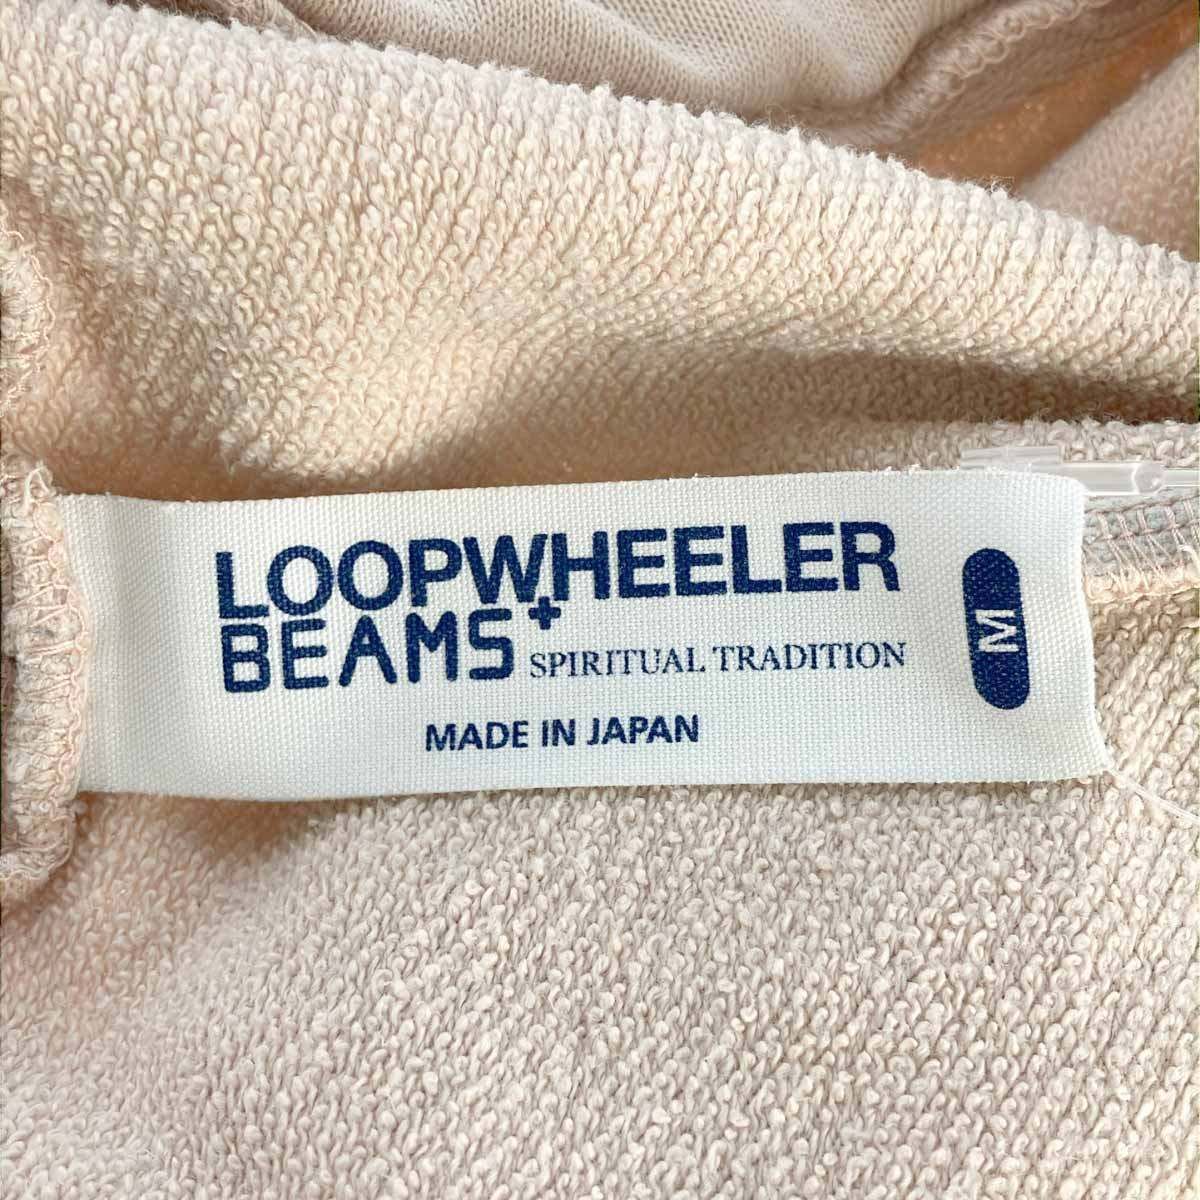 LOOPWHEELER
BEAMS+ SPIRITUAL TRADITION
MADE IN JAPAN
M